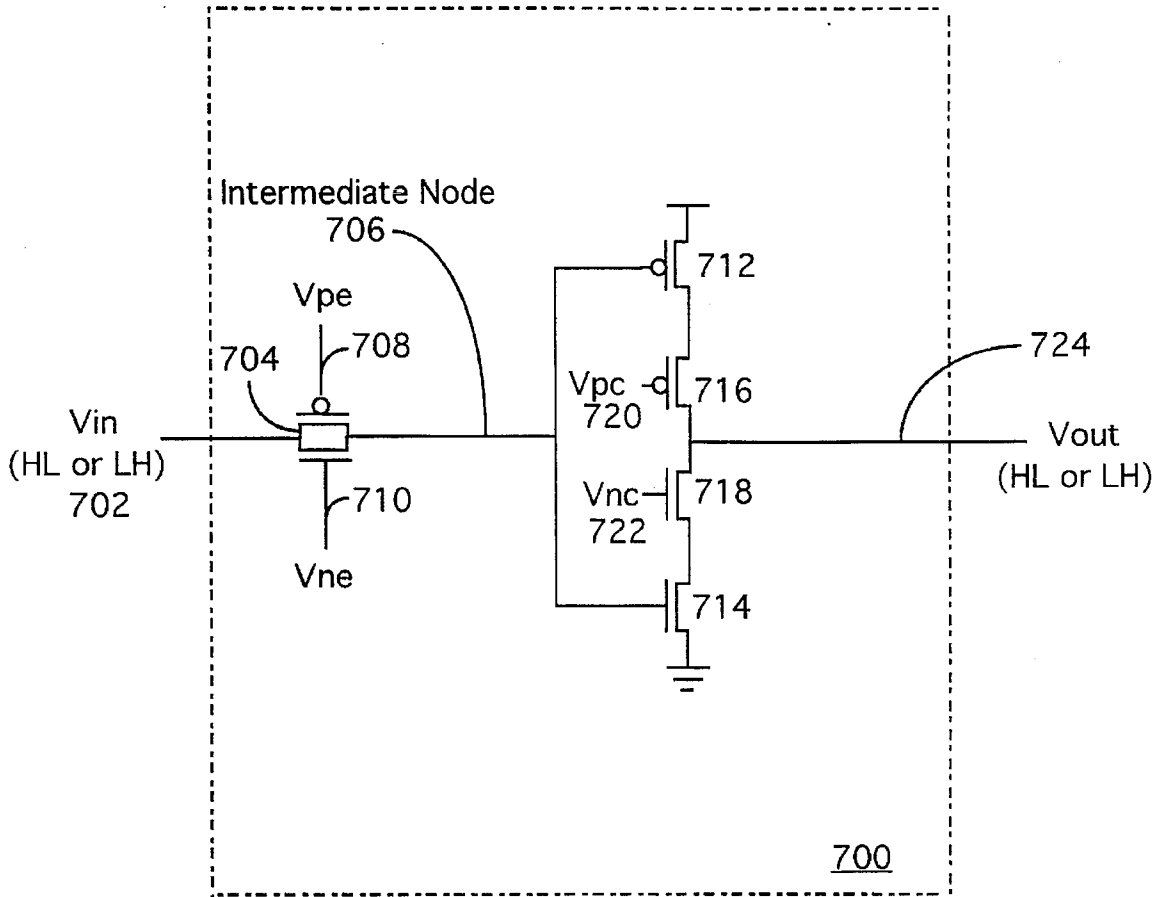 Intermediate Node
706
Vpe
708
704
Vin
(HL or LH)
702
710
Vne
712
Vpc
720
716
Vnc
722
718
714
724
Vout
(HL or LH)
700